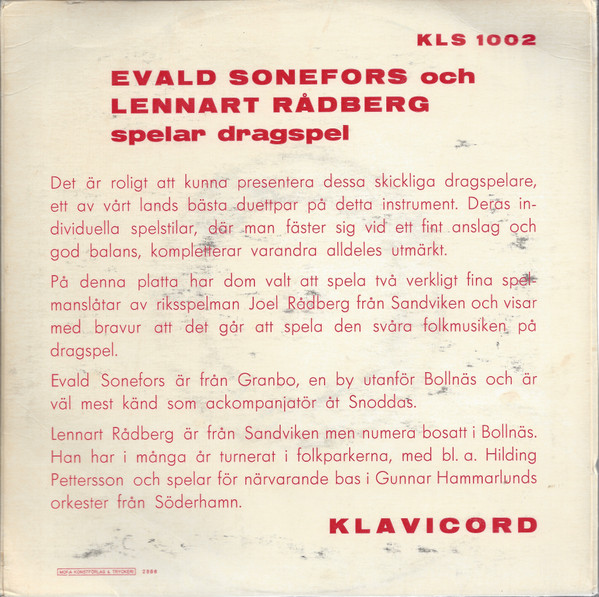 KLS 1002
EVALD SONEFORS och
LENNART RÅDBERG
spelar dragspel
Det är roligt att kunna presentera dessa skickliga dragspelare,
ett av vårt lands bästa duettpar på detta instrument. Deras in-
dividuella spelstilar, där man fäster sig vid ett fint anslag och
god balans, kompletterar varandra alldeles utmärkt.
På denna platta har dom valt att spela två verkligt fina spel-
manslåtar av riksspelman Joel Rådberg från Sandviken och visar
med bravur att det går att spela den svåra folkmusiken på
dragspel.
Evald Sonefors är från Granbo, en by utanför Bollnäs och är
väl mest känd som ackompanjatör åt Snoddas.
Lennart Rådberg är från Sandviken men numera bosatt i Bollnäs.
Han har i många år turnerat i folkparkerna, med bl. a. Hilding
Pettersson och spelar för närvarande bas i Gunnar Hammarlunds
orkester från Söderhamn.
KLAVICORD